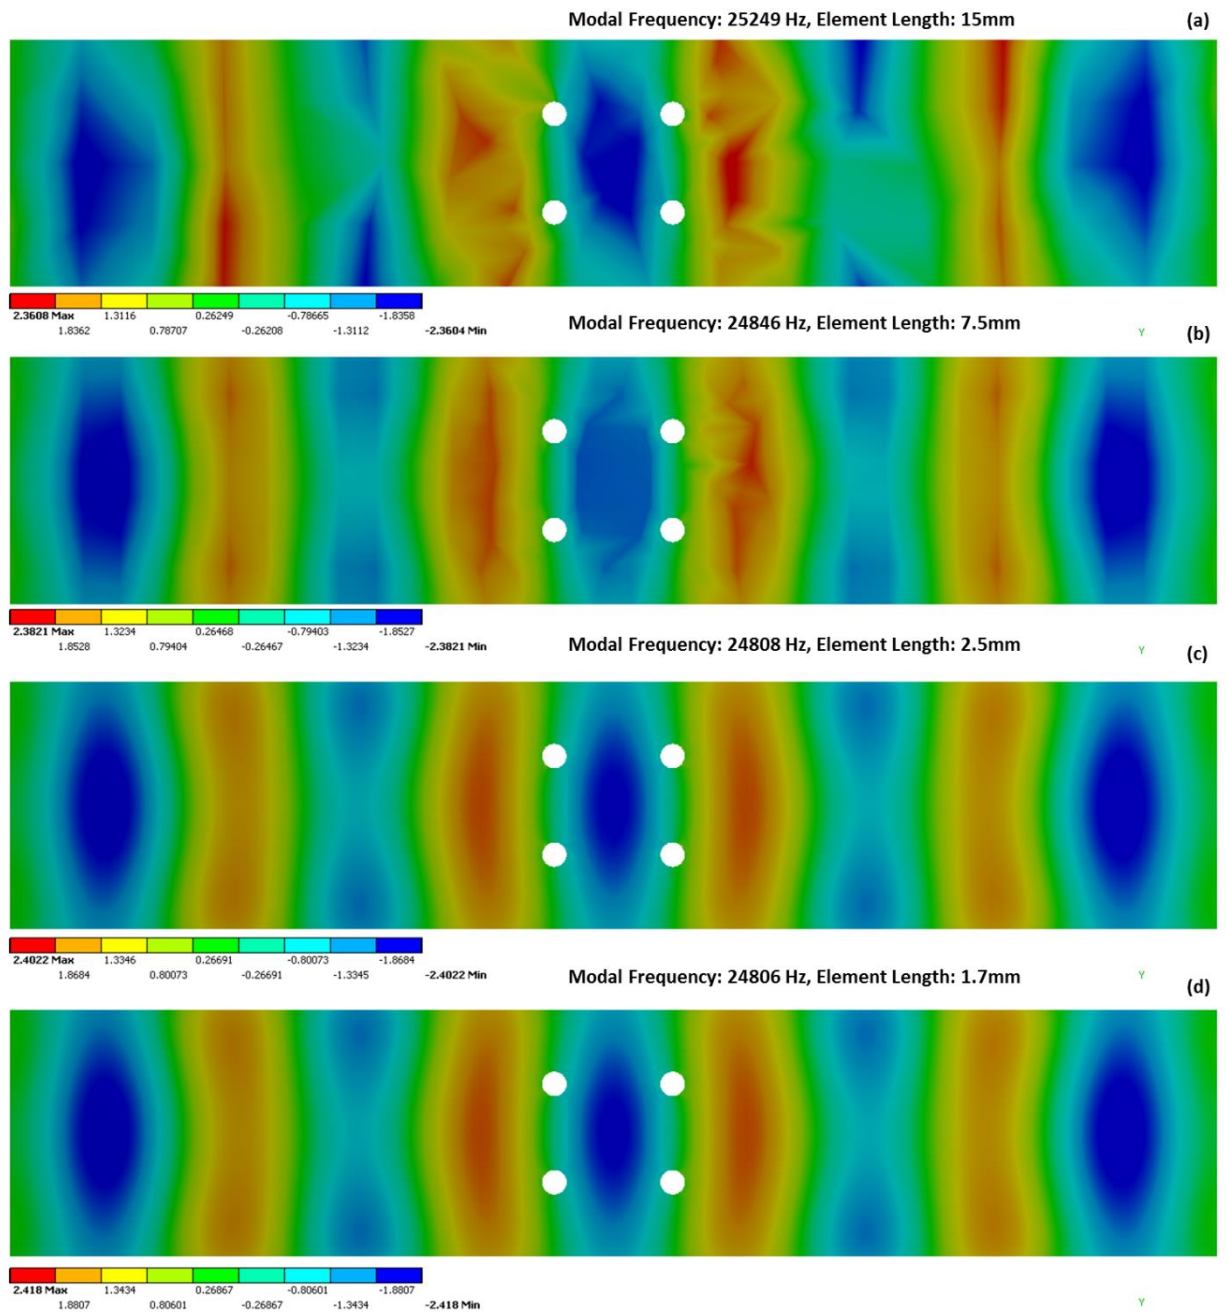 Modal Frequency: 25249 Hz, Element Length: 15mm (a)
2.3608 Max 1.3116 0.26249 -0.78665 -1.8358
1.8362 0.78707 -0.26208 -1.3112 -2.3604 Min
Modal Frequency: 24846 Hz, Element Length: 7.5mm Y (b)
2.3821 Max 1.3234 0.26468 -0.79403 -1.8527
1.8528 0.79404 -0.26467 -1.3234 -2.3821 Min
Modal Frequency: 24808 Hz, Element Length: 2.5mm Y (c)
2.4022 Max 1.3346 0.26691 -0.80073 -1.8684
1.8684 0.80073 -0.26691 -1.3345 -2.4022 Min
Modal Frequency: 24806 Hz, Element Length: 1.7mm Y (d)
2.418 Max 1.3434 0.26867 -0.80601 -1.8807
1.8807 0.80601 -0.26867 -1.3434 -2.418 Min
Y